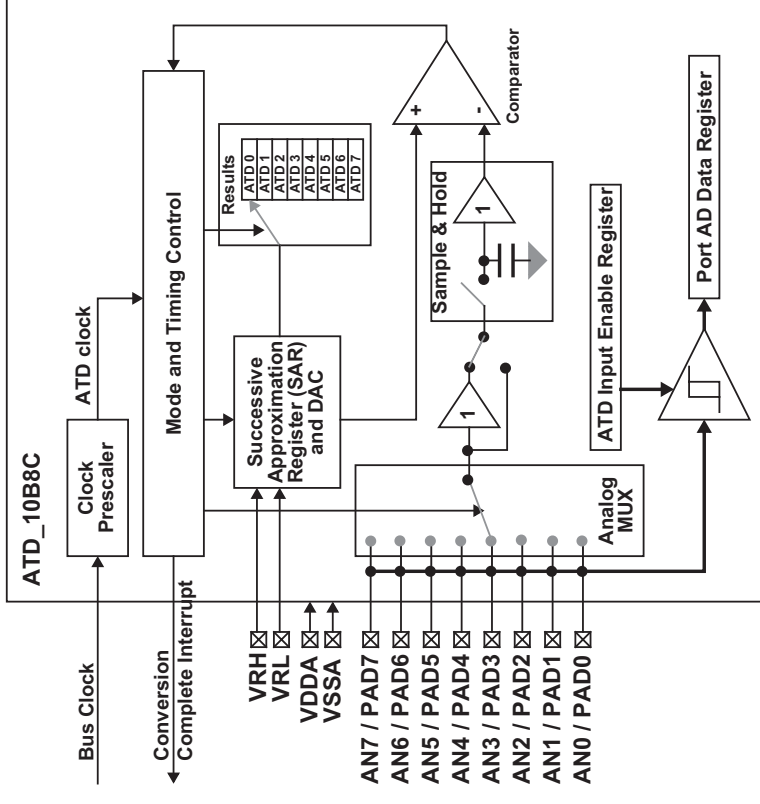 ATD_10B8C
Bus Clock
Clock
Prescaler
ATD clock
Mode and Timing Control
Conversion
Complete Interrupt
Results
ATD 0
ATD 1
ATD 2
ATD 3
ATD 4
ATD 5
ATD 6
ATD 7
Successive
Approximation
Register (SAR)
and DAC
VRH
VRL
VDDA
VSSA
AN7 / PAD7
AN6 / PAD6
AN5 / PAD5
AN4 / PAD4
AN3 / PAD3
AN2 / PAD2
AN1 / PAD1
AN0 / PAD0
Analog
MUX
1
Sample & Hold
1
+
-
Comparator
ATD Input Enable Register
Port AD Data Register